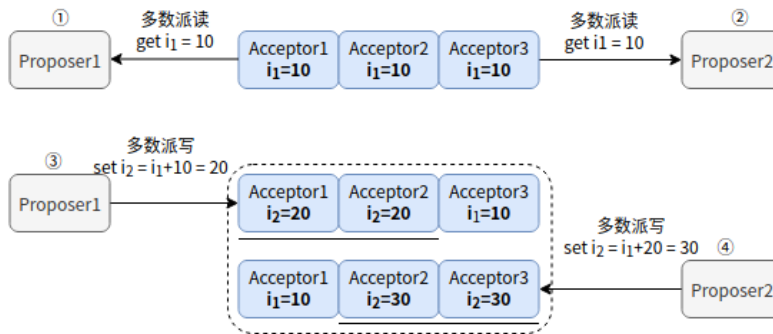 ①
多数派读
get i₁ = 10
Proposer1
Acceptor1
i₁=10
Acceptor2
i₁=10
Acceptor3
i₁=10
多数派读
get i1 = 10
②
Proposer2
③
多数派写
set i₂ = i₁+10 = 20
Proposer1
Acceptor1
i₂=20
Acceptor2
i₂=20
Acceptor3
i₁=10
Acceptor1
i₁=10
Acceptor2
i₂=30
Acceptor3
i₂=30
多数派写
set i₂ = i₁+20 = 30
④
Proposer2